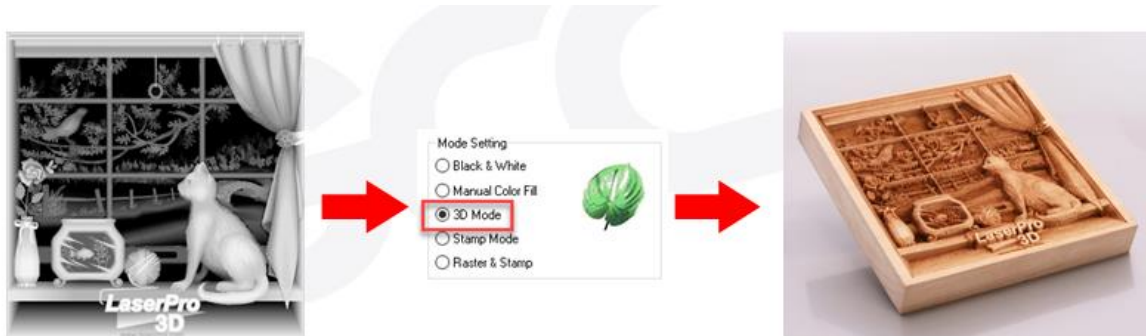 LaserPro
3D
Mode Setting
Black & White
Manual Color Fill
3D Mode
Stamp Mode
Raster & Stamp
LaserPro
3D